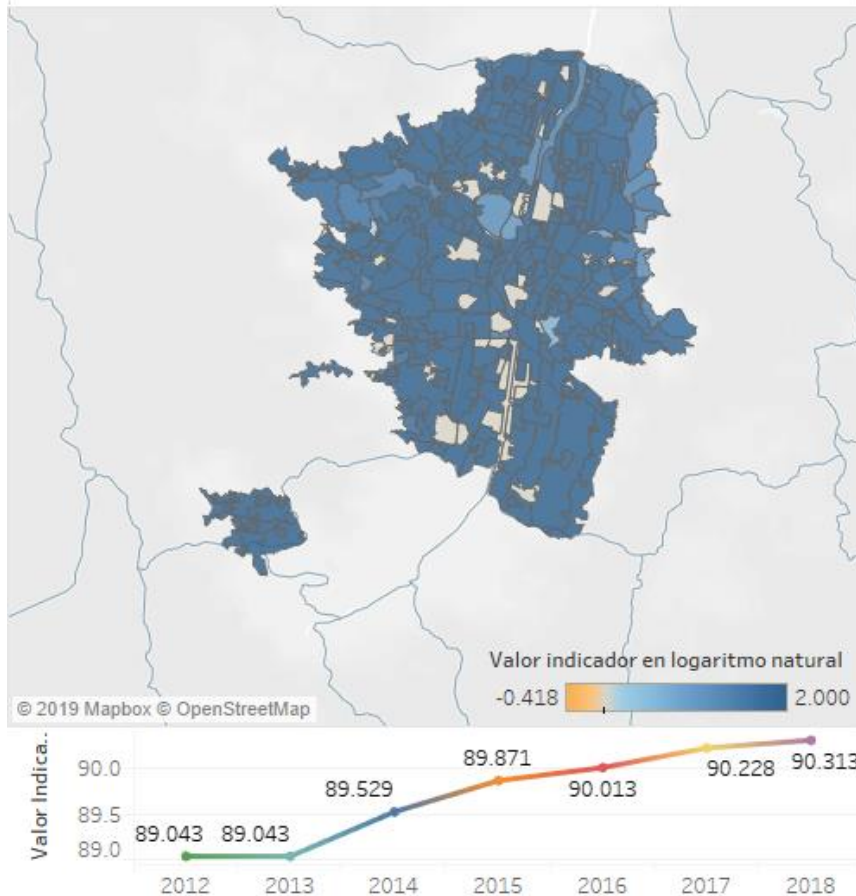 Valor indicador en logaritmo natural
-0.418 2.000
© 2019 Mapbox © OpenStreetMap
Valor Indica..
90.0
89.5
89.0
89.043 89.043 89.529 89.871 90.013 90.228 90.313
2012 2013 2014 2015 2016 2017 2018